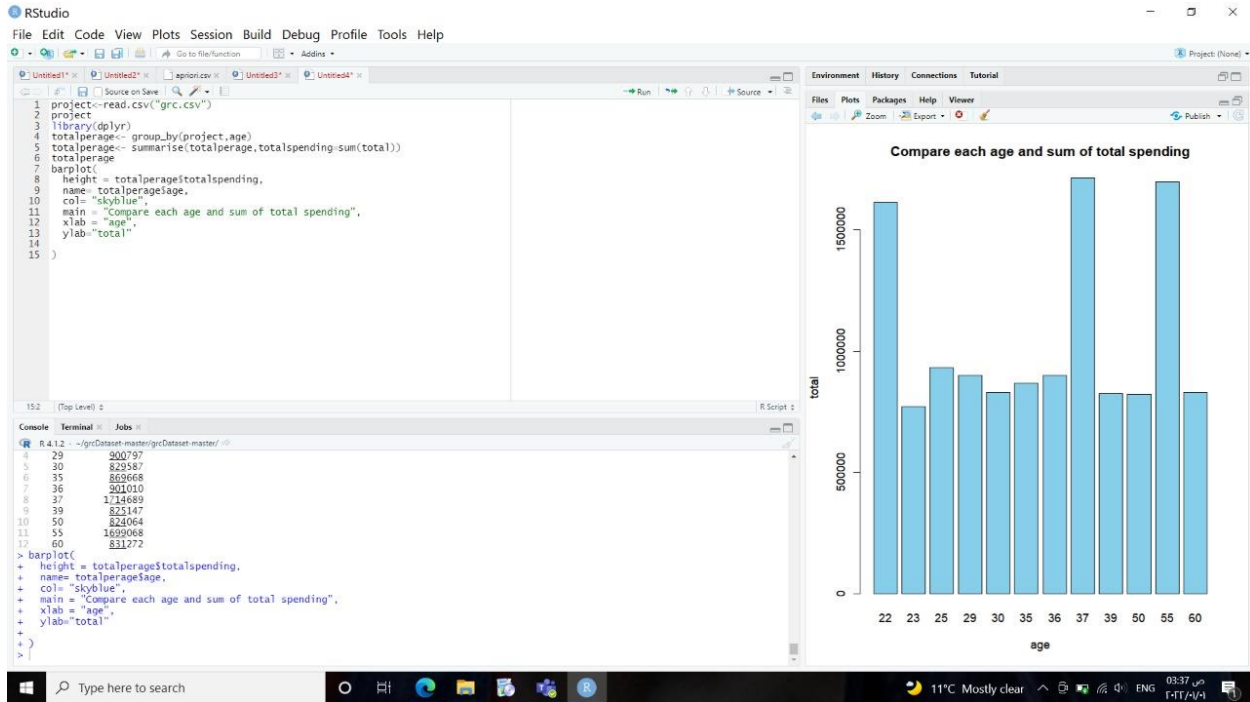 RStudio
File Edit Code View Plots Session Build Debug Profile Tools Help
Go to file/function Addins Project: (None)
Untitled1* Untitled2* apriori.csv Untitled3* Untitled4*
Source on Save Run Source
1 project<-read.csv("grc.csv")
2 project
3 library(dplyr)
4 totalperage<- group_by(project,age)
5 totalperage<- summarise(totalperage,totalspending=sum(total))
6 totalperage
7 barplot(
8 height = totalperage$totalspending,
9 name= totalperage$age,
10 col= "skyblue",
11 main = "Compare each age and sum of total spending",
12 xlab = "age",
13 ylab="total"
14
15 )
15:2 (Top Level) R Script
Console Terminal Jobs
R 4.1.2 · ~/grcDataset-master/grcDataset-master/
4 29 900797
5 30 829587
6 35 869668
7 36 901010
8 37 1714689
9 39 825147
10 50 824064
11 55 1699068
12 60 831272
> barplot(
+ height = totalperage$totalspending,
+ name= totalperage$age,
+ col= "skyblue",
+ main = "Compare each age and sum of total spending",
+ xlab = "age",
+ ylab="total"
+
+ )
>
Environment History Connections Tutorial
Files Plots Packages Help Viewer
Zoom Export Publish
Compare each age and sum of total spending
total
1500000
1000000
500000
0
22 23 25 29 30 35 36 37 39 50 55 60
age
Type here to search
11°C Mostly clear ENG
03:37 ص